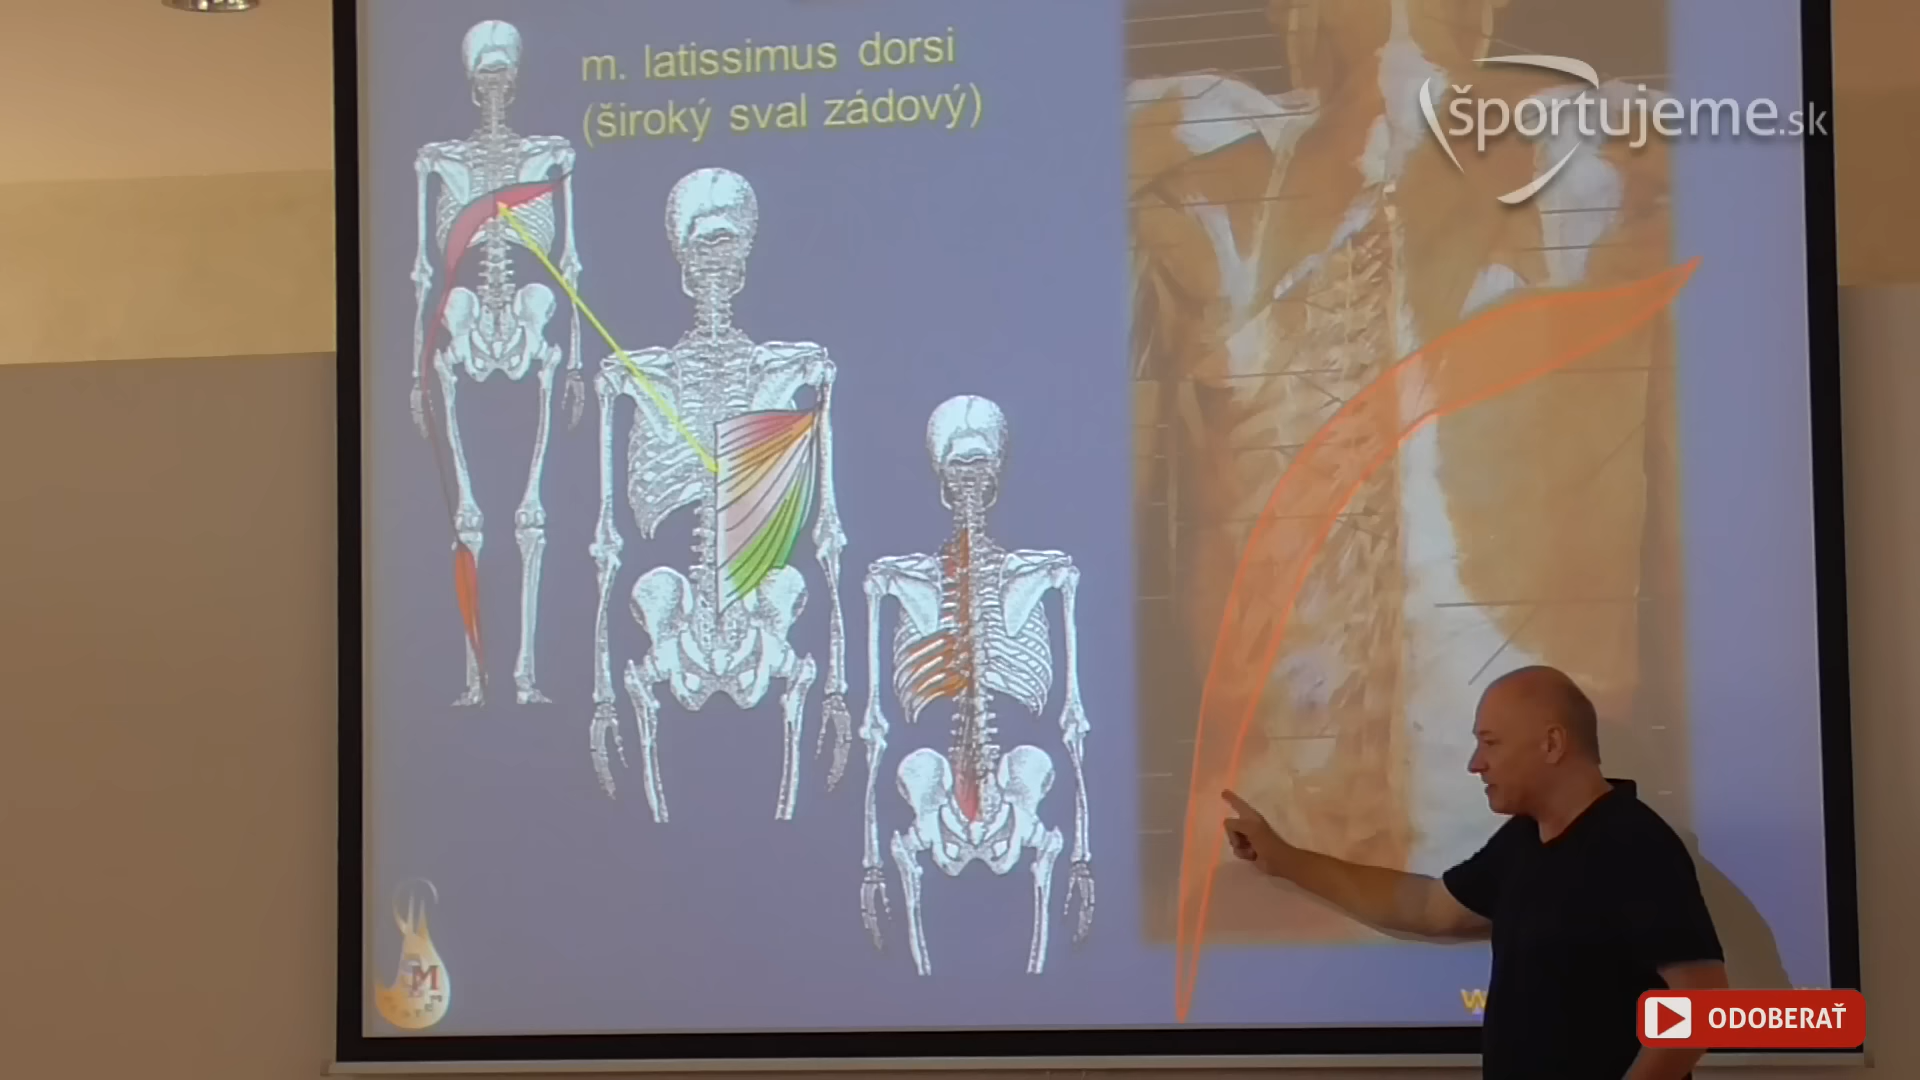 m. latissimus dorsi
(široký sval zádový)
športujeme.sk
ODOBERAŤ